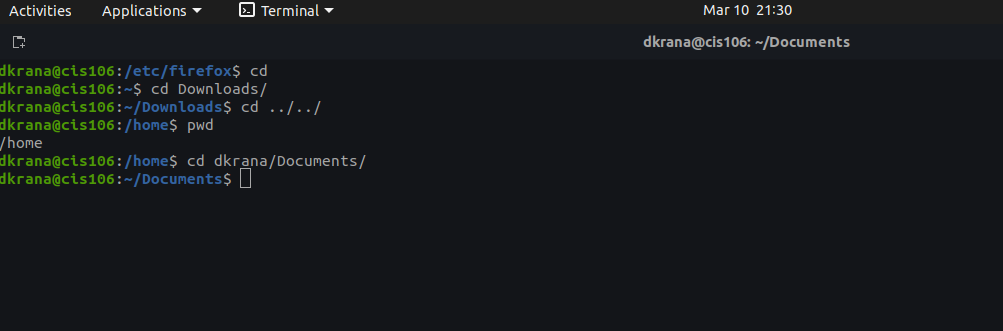 Activities Applications Terminal Mar 10 21:30
dkrana@cis106: ~/Documents
dkrana@cis106:/etc/firefox$ cd
dkrana@cis106:~$ cd Downloads/
dkrana@cis106:~/Downloads$ cd ../../
dkrana@cis106:/home$ pwd
/home
dkrana@cis106:/home$ cd dkrana/Documents/
dkrana@cis106:~/Documents$